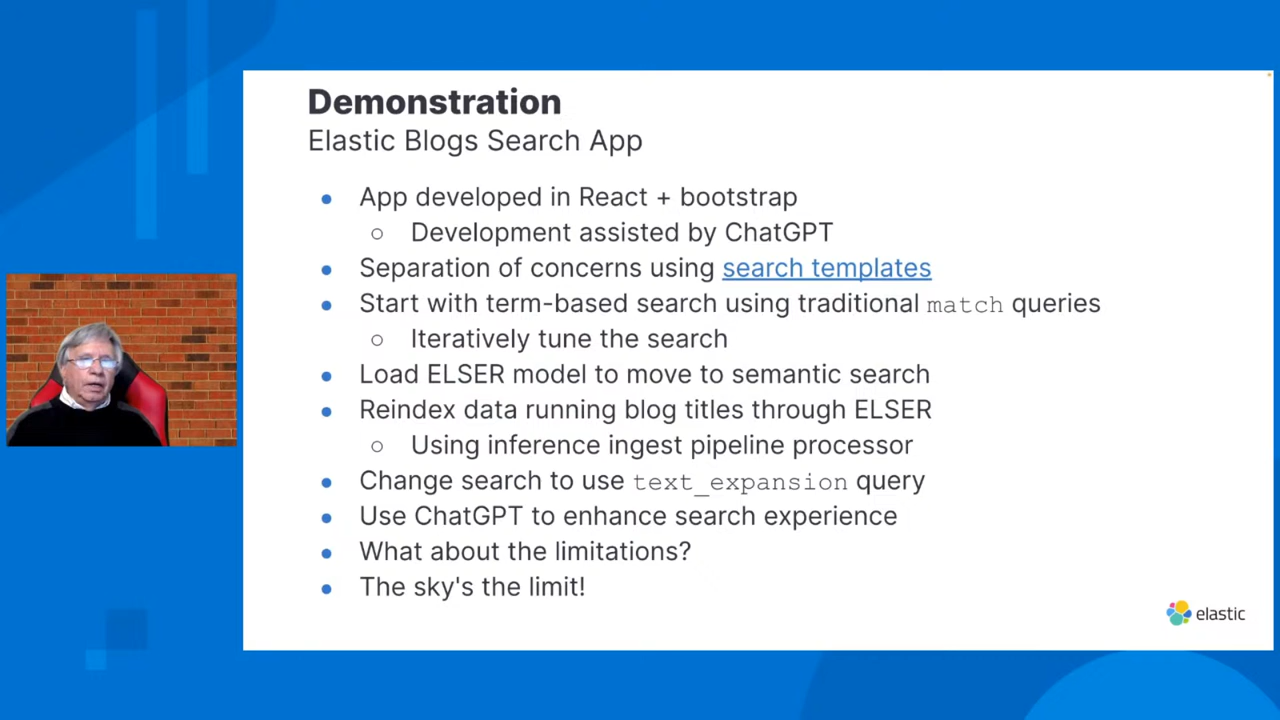 Demonstration
Elastic Blogs Search App
● App developed in React + bootstrap
○ Development assisted by ChatGPT
● Separation of concerns using search templates
● Start with term-based search using traditional match queries
○ Iteratively tune the search
● Load ELSER model to move to semantic search
● Reindex data running blog titles through ELSER
○ Using inference ingest pipeline processor
● Change search to use text_expansion query
● Use ChatGPT to enhance search experience
● What about the limitations?
● The sky's the limit!
elastic